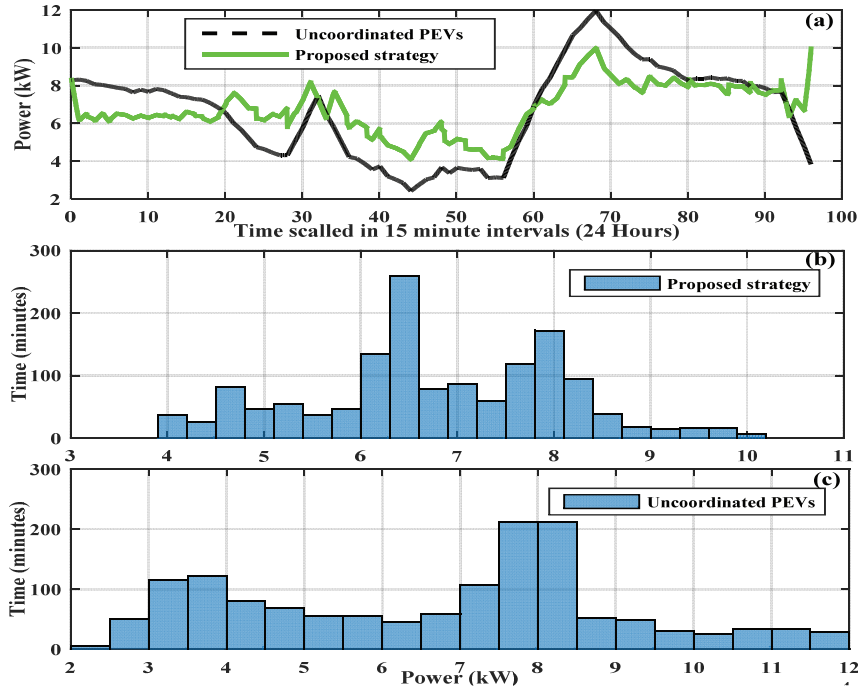 12
10
8
6
4
2
Power (kW)
(a)
Uncoordinated PEVs
Proposed strategy
0 10 20 30 40 50 60 70 80 90 100
Time scalled in 15 minute intervals (24 Hours)
300
200
100
0
Time (minutes)
(b)
Proposed strategy
3 4 5 6 7 8 9 10 11
300
200
100
0
Time (minutes)
(c)
Uncoordinated PEVs
2 3 4 5 6 7 8 9 10 11 12
Power (kW)